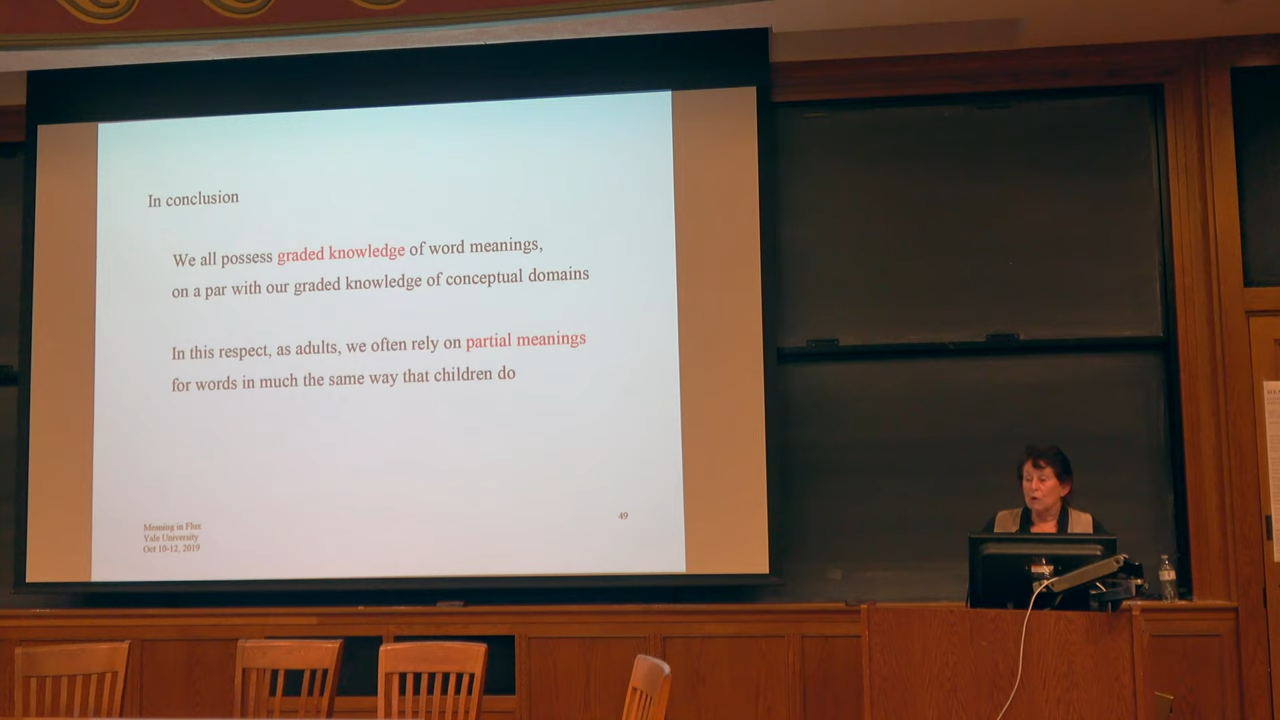 In conclusion
We all possess graded knowledge of word meanings,
on a par with our graded knowledge of conceptual domains
In this respect, as adults, we often rely on partial meanings
for words in much the same way that children do
Meaning in Flux
Yale University
Oct 10-12, 2019
49